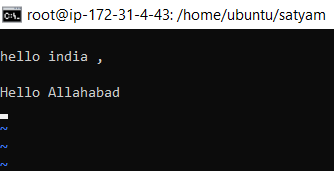 root@ip-172-31-4-43: /home/ubuntu/satyam
hello india ,
Hello Allahabad
~
~
~